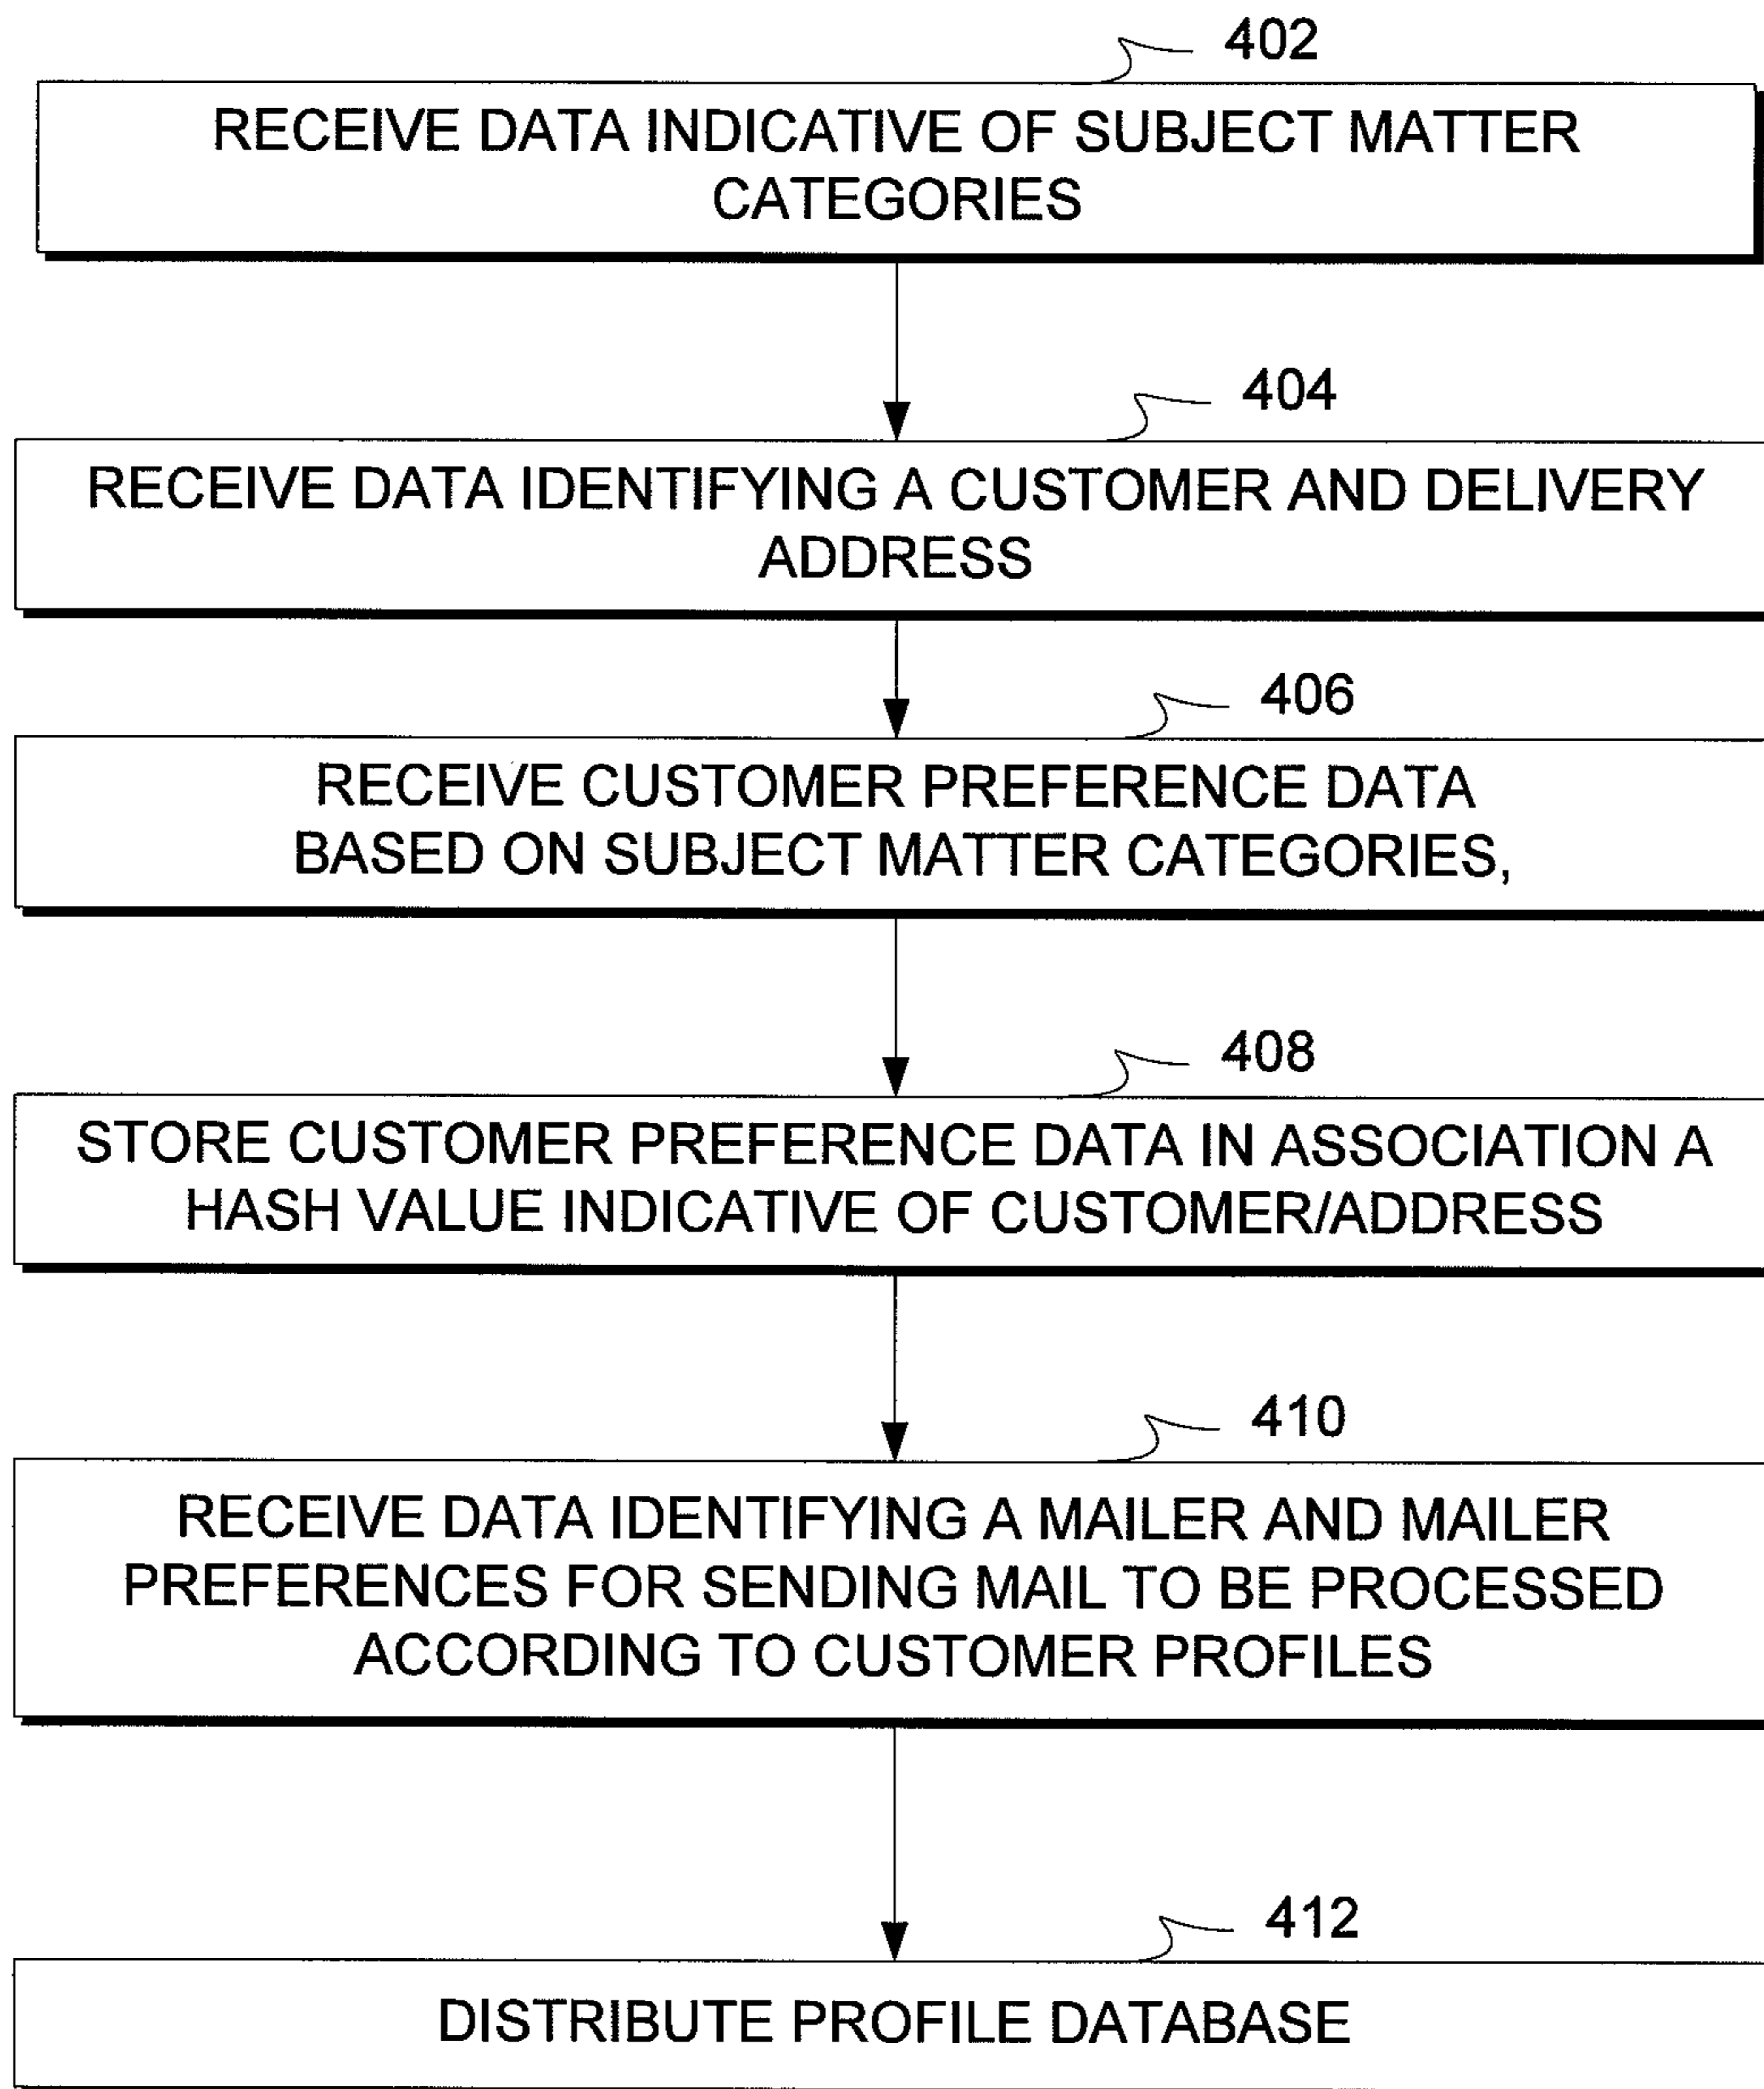 402
RECEIVE DATA INDICATIVE OF SUBJECT MATTER
CATEGORIES
404
RECEIVE DATA IDENTIFYING A CUSTOMER AND DELIVERY
ADDRESS
406
RECEIVE CUSTOMER PREFERENCE DATA
BASED ON SUBJECT MATTER CATEGORIES,
408
STORE CUSTOMER PREFERENCE DATA IN ASSOCIATION A
HASH VALUE INDICATIVE OF CUSTOMER/ADDRESS
410
RECEIVE DATA IDENTIFYING A MAILER AND MAILER
PREFERENCES FOR SENDING MAIL TO BE PROCESSED
ACCORDING TO CUSTOMER PROFILES
412
DISTRIBUTE PROFILE DATABASE